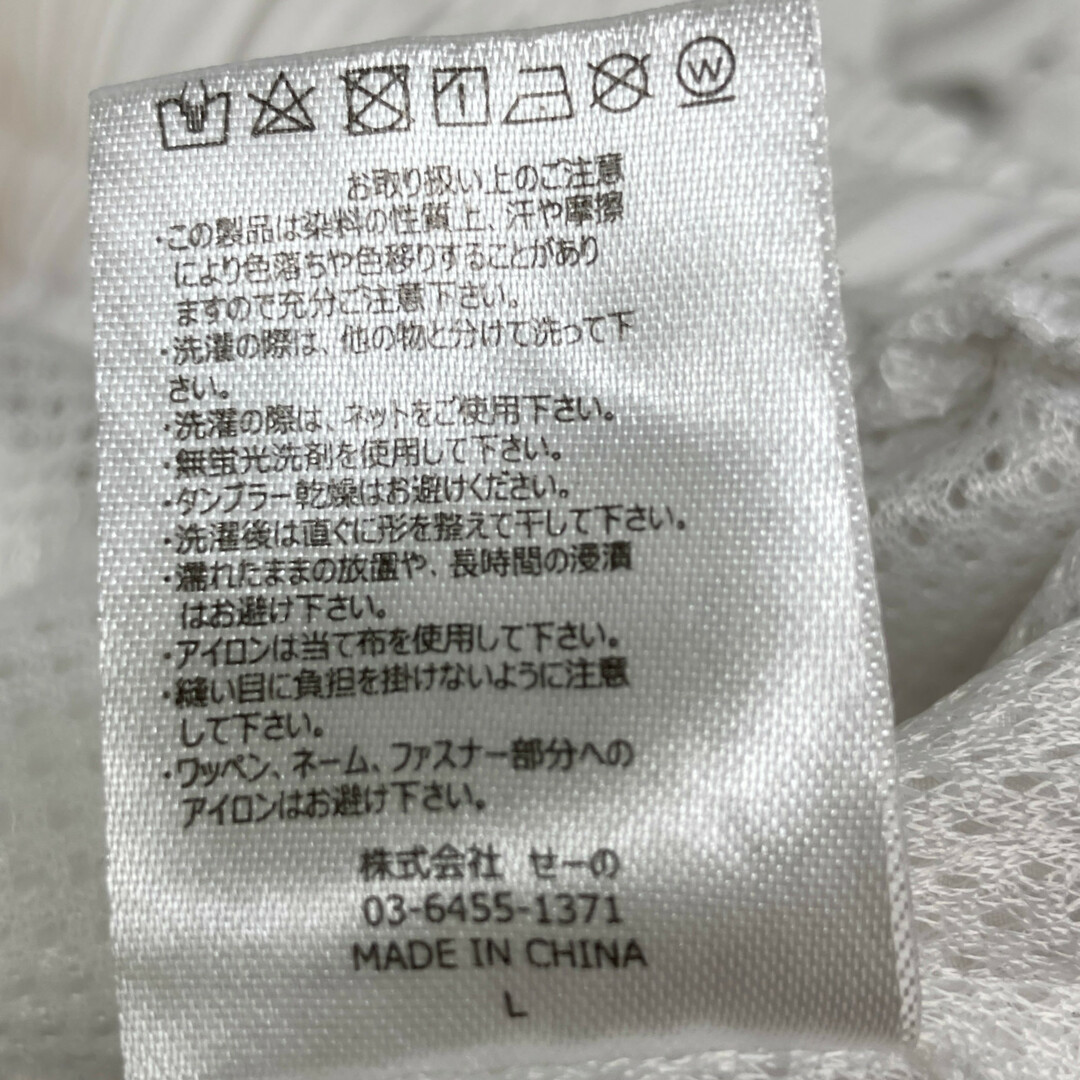 お取り扱い上のご注意
・この製品は染料の性質上、汗や摩擦
により色落ちや色移りすることがあり
ますので充分ご注意下さい。
・洗濯の際は、他の物と分けて洗って下
さい。
・洗濯の際は、ネットをご使用下さい。
・無蛍光洗剤を使用して下さい。
・タンブラー乾燥はお避けください。
・洗濯後は直ぐに形を整えて干して下さい。
・濡れたままの放置や、長時間の浸漬
はお避け下さい。
・アイロンは当て布を使用して下さい。
・縫い目に負担を掛けないように注意
して下さい。
・ワッペン、ネーム、ファスナー部分への
アイロンはお避け下さい。
株式会社 せーの
03-6455-1371
MADE IN CHINA
L